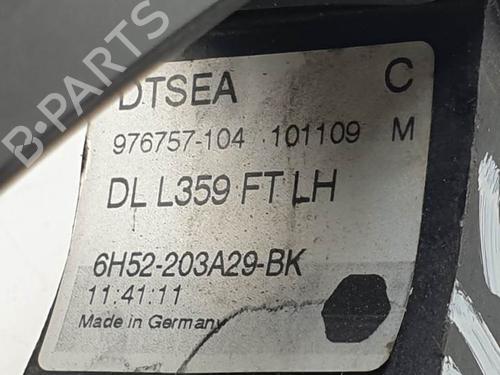 B-PARTS
DTSEA C
976757-104 101109 M
DL L359 FT LH
6H52-203A29-BK
11:41:11
Made in Germany